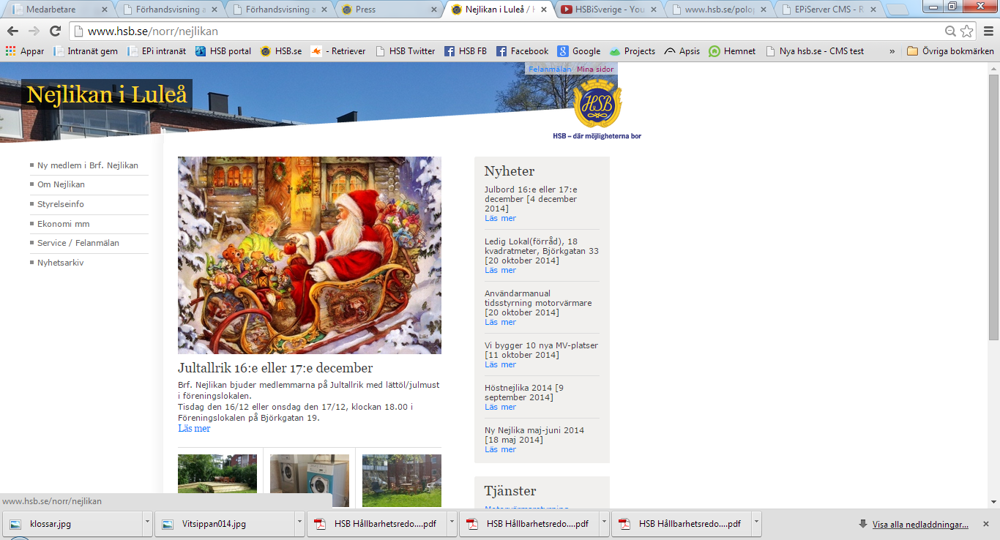 Medarbetare
Förhandsvisning a
Förhandsvisning a
Press
Nejlikan i Luleå / H
HSBiSverige - You
www.hsb.se/polop
EPiServer CMS - R
www.hsb.se/norr/nejlikan
Appar
Intranät gem
EPi intranät
HSB portal
HSB.se
- Retriever
HSB Twitter
HSB FB
Facebook
Google
Projects
Apsis
Hemnet
Nya hsb.se - CMS test
»
Övriga bokmärken
Felanmälan Mina sidor
Nejlikan i Luleå
HSB
HSB – där möjligheterna bor
Ny medlem i Brf. Nejlikan
Om Nejlikan
Styrelseinfo
Ekonomi mm
Service / Felanmälan
Nyhetsarkiv
Jultallrik 16:e eller 17:e december
Brf. Nejlikan bjuder medlemmarna på Jultallrik med lättöl/julmust
i föreningslokalen.
Tisdag den 16/12 eller onsdag den 17/12, klockan 18.00 i
Föreningslokalen på Björkgatan 19.
Läs mer
Nyheter
Julbord 16:e eller 17:e
december [4 december
2014]
Läs mer
Ledig Lokal(förråd), 18
kvadratmeter, Björkgatan 33
[20 oktober 2014]
Läs mer
Användarmanual
tidsstyrning motorvärmare
[20 oktober 2014]
Läs mer
Vi bygger 10 nya MV-platser
[11 oktober 2014]
Läs mer
Höstnejlika 2014 [9
september 2014]
Läs mer
Ny Nejlika maj-juni 2014
[18 maj 2014]
Läs mer
Tjänster
Motorvärmarstyrning
www.hsb.se/norr/nejlikan
klossar.jpg
Vitsippan014.jpg
HSB Hållbarhetsredo....pdf
HSB Hållbarhetsredo....pdf
HSB Hållbarhetsredo....pdf
Visa alla nedladdningar...